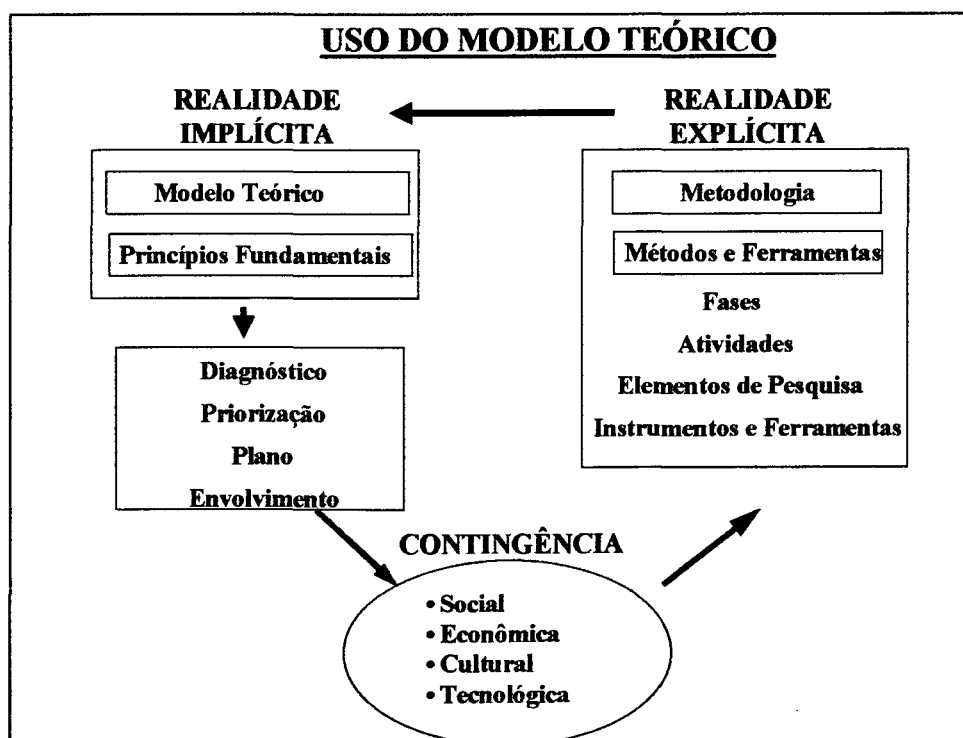 USO DO MODELO TEÓRICO
REALIDADE
IMPLÍCITA
Modelo Teórico
Princípios Fundamentais
Diagnóstico
Priorização
Plano
Envolvimento
REALIDADE
EXPLÍCITA
Metodologia
Métodos e Ferramentas
Fases
Atividades
Elementos de Pesquisa
Instrumentos e Ferramentas
CONTINGÊNCIA
• Social
• Econômica
• Cultural
• Tecnológica